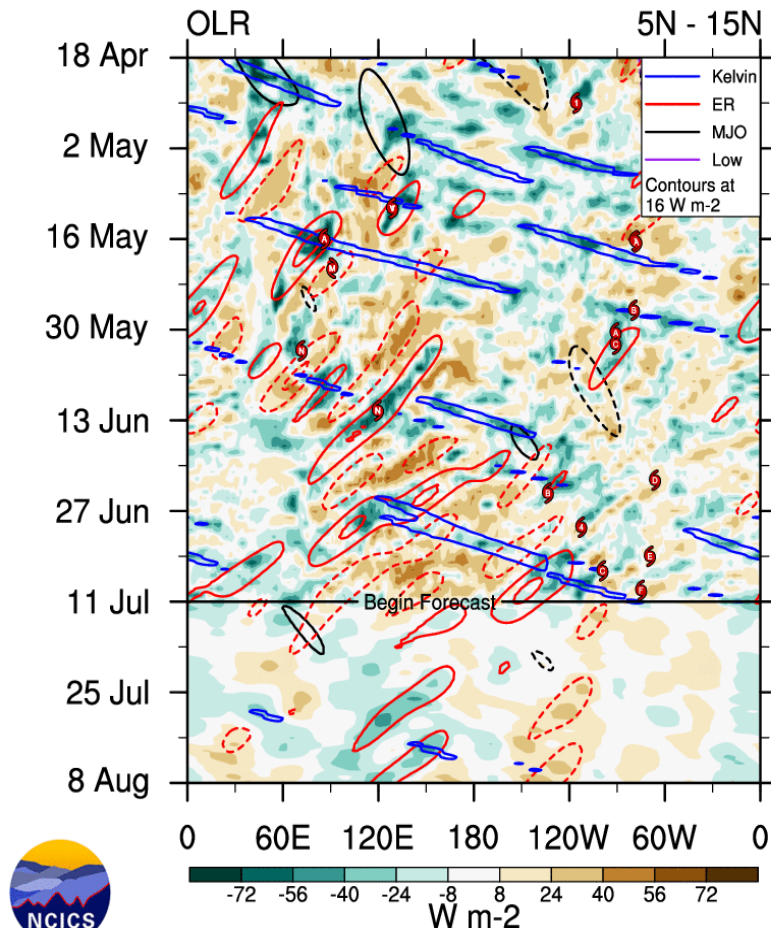 OLR 5N - 15N
18 Apr
2 May
16 May
30 May
13 Jun
27 Jun
11 Jul
25 Jul
8 Aug
Kelvin
ER
MJO
Low
Contours at
16 W m-2
1
V
A
A
M
B
A
C
N
N
D
B
4
E
C
F
Begin Forecast
0 60E 120E 180 120W 60W 0
-72 -56 -40 -24 -8 8 24 40 56 72
W m-2
NCICS